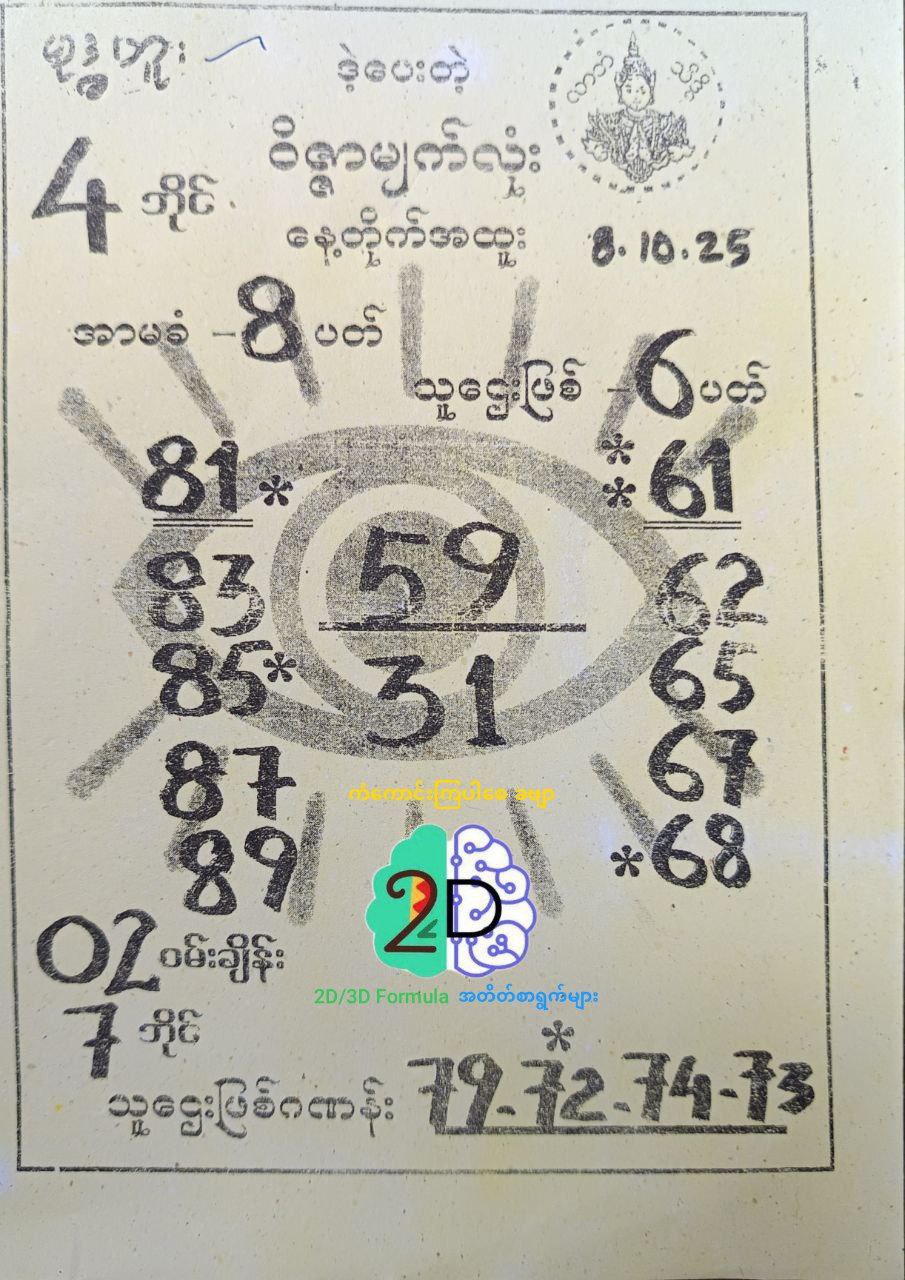 ဗုဒ္ဓဟူး
ဒဲ့ပေးတဲ့
ဝိဇ္ဇာမျက်လုံး
4 ဘိုင်
နေ့တိုက်အထူး
8.10.25
အာမခံ - 8 ပတ်
သူဌေးဖြစ် - 6 ပတ်
81 * ** 61
83 59 62
85 * 31 65
87 67
ကံကောင်းကြပါစေ ခဗျာ
89 * 68
2D
02 ဝမ်းချိန်း
2D/3D Formula အတိတ်စာရွက်များ
7 ဘိုင်
*
သူဌေးဖြစ်ဂဏန်း 79-72-74-73